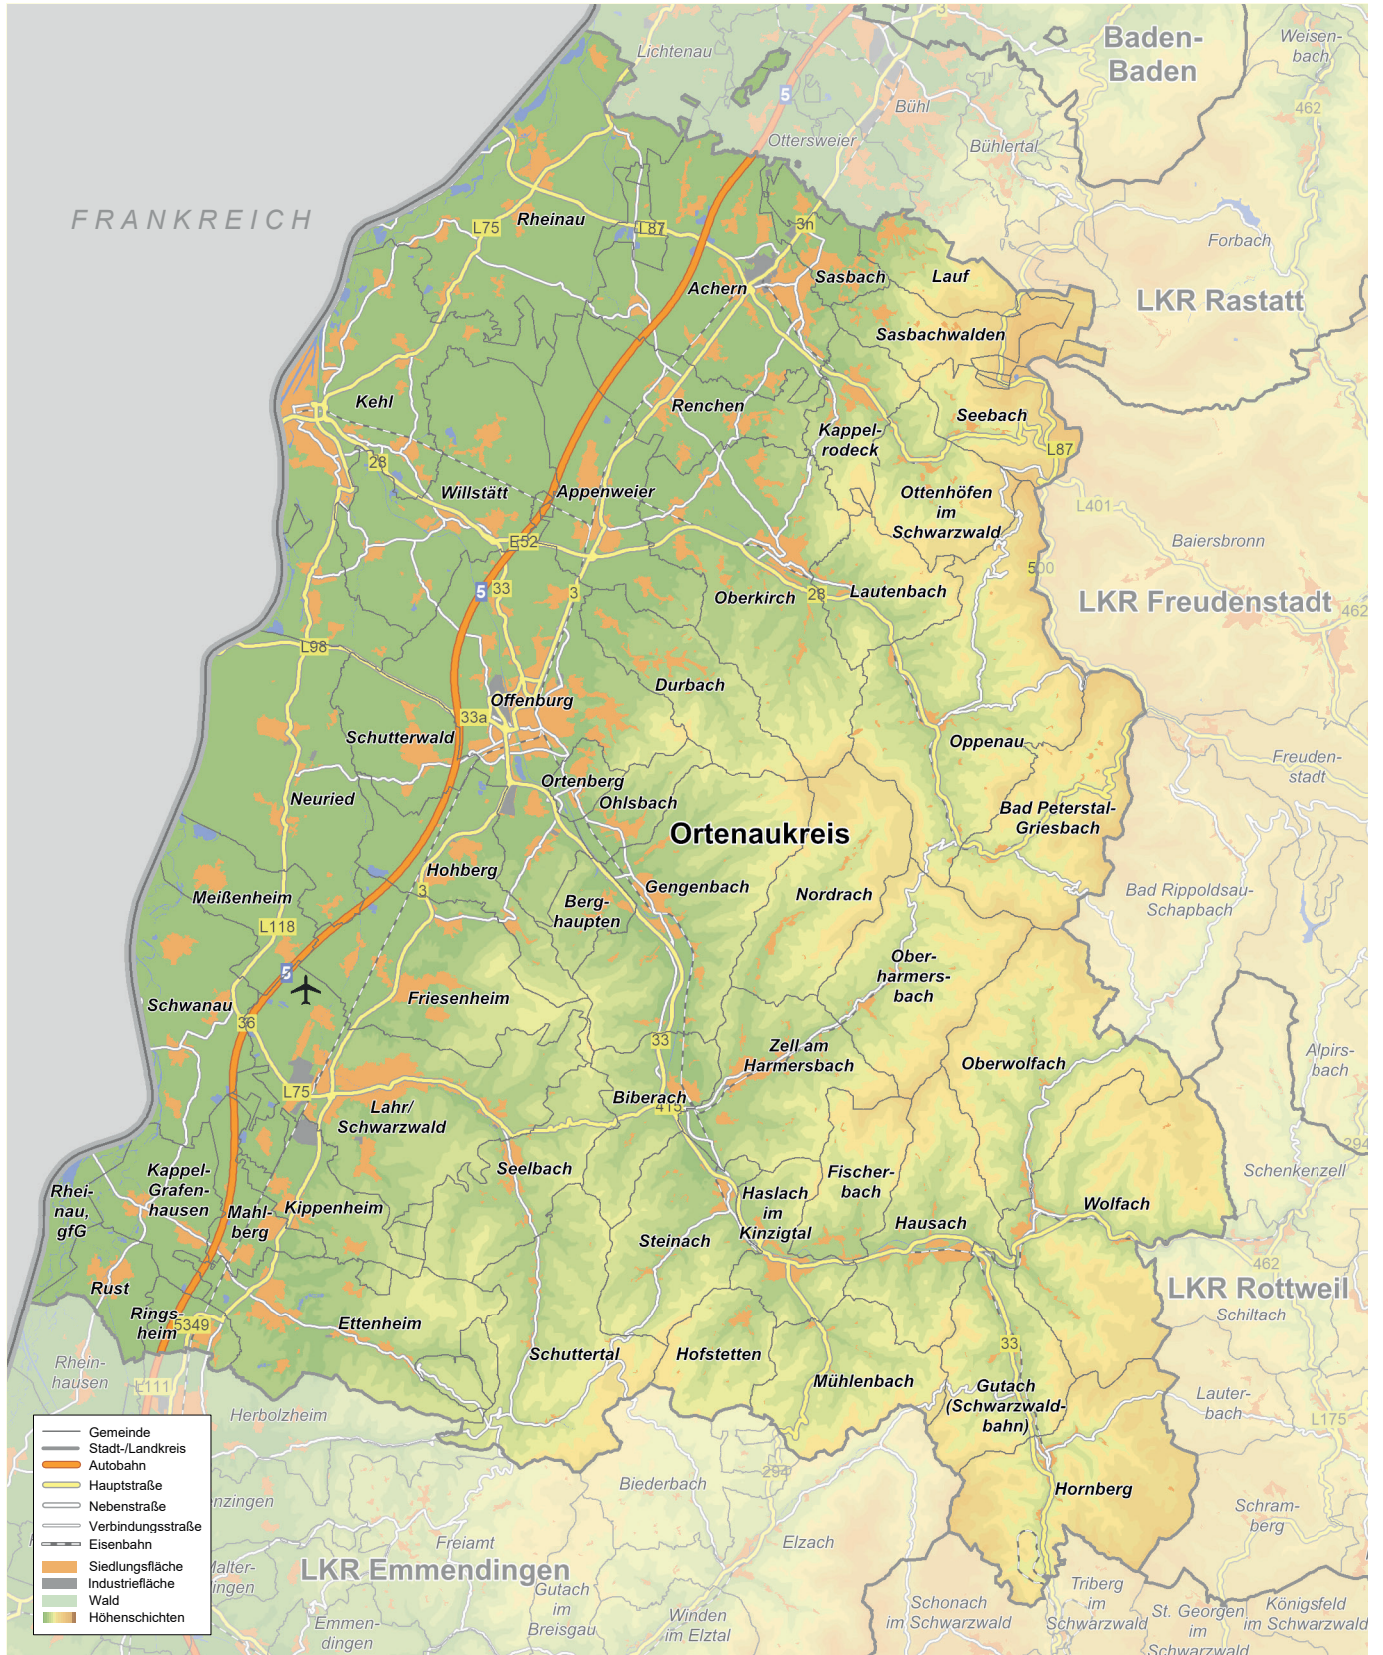 Baden-
Baden
Weisen-
bach
Lichtenau
3
5
Bühl
462
Ottersweier
Bühlertal
FRANKREICH
Rheinau
L75
L87
3n
Forbach
Achern
Sasbach
Lauf
LKR Rastatt
Sasbachwalden
Kehl
Renchen
Seebach
Kappel-
rodeck
L87
28
Willstätt
Appenweier
Ottenhöfen
im
Schwarzwald
L401
Baiersbronn
E52
500
5
33
3
Oberkirch
28
Lautenbach
LKR Freudenstadt
462
L98
Durbach
Offenburg
33a
Schutterwald
Oppenau
Freuden-
stadt
Ortenberg
Neuried
Ohlsbach
Bad Peterstal-
Griesbach
Ortenaukreis
Hohberg
3
Gengenbach
Nordrach
Meißenheim
Berg-
haupten
Bad Rippoldsau-
Schapbach
L118
Ober-
harmers-
bach
5
Schwanau
Friesenheim
36
33
Zell am
Harmersbach
Oberwolfach
Alpirs-
bach
L75
Biberach
415
Lahr/
Schwarzwald
294
Seelbach
Schenkenzell
Kappel-
Grafen-
hausen
Rhei-
nau,
gfG
Fischer-
bach
Haslach
im
Kinzigtal
Wolfach
Mahl-
berg
Kippenheim
Hausach
Steinach
462
Rust
LKR Rottweil
Schiltach
Rings-
heim
5349
Ettenheim
33
Schuttertal
Hofstetten
Rhein-
hausen
L111
Mühlenbach
Gutach
(Schwarzwald-
bahn)
Lauter-
bach
L175
Herbolzheim
Gemeinde
Stadt-/Landkreis
Autobahn
Hauptstraße
Nebenstraße
Verbindungsstraße
Eisenbahn
Siedlungsfläche
Industriefläche
Wald
Höhenschichten
294
Biederbach
Hornberg
enzingen
Schram-
berg
Freiamt
Elzach
LKR Emmendingen
Malter-
ingen
Gutach
im
Breisgau
Triberg
im
Schwarzwald
Schonach
im Schwarzwald
Königsfeld
im Schwarzwald
St. Georgen
im
Schwarzwald
Winden
im Elztal
Emmen-
dingen